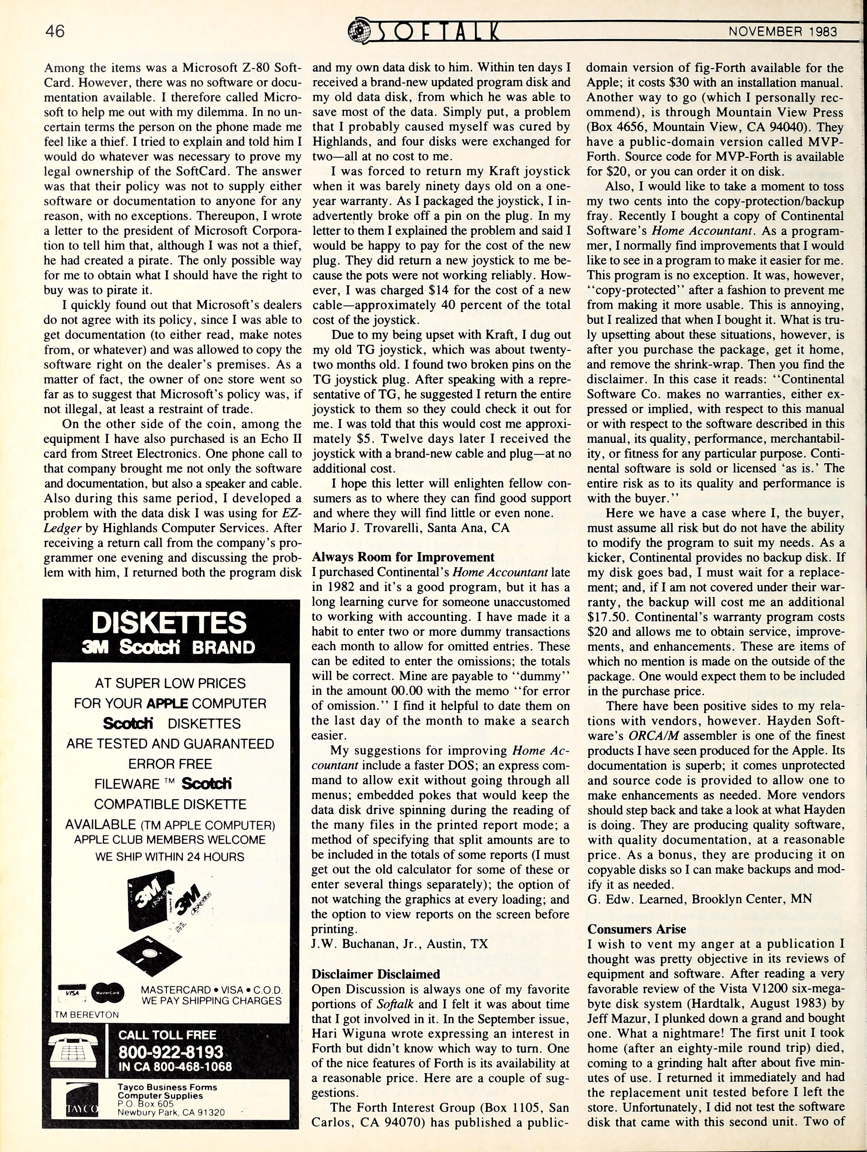 46
SOFTALK
NOVEMBER 1983
Among the items was a Microsoft Z-80 Soft-
Card. However, there was no software or docu-
mentation available. I therefore called Micro-
soft to help me out with my dilemma. In no un-
certain terms the person on the phone made me
feel like a thief. I tried to explain and told him I
would do whatever was necessary to prove my
legal ownership of the SoftCard. The answer
was that their policy was not to supply either
software or documentation to anyone for any
reason, with no exceptions. Thereupon, I wrote
a letter to the president of Microsoft Corpora-
tion to tell him that, although I was not a thief,
he had created a pirate. The only possible way
for me to obtain what I should have the right to
buy was to pirate it.
I quickly found out that Microsoft's dealers
do not agree with its policy, since I was able to
get documentation (to either read, make notes
from, or whatever) and was allowed to copy the
software right on the dealer's premises. As a
matter of fact, the owner of one store went so
far as to suggest that Microsoft's policy was, if
not illegal, at least a restraint of trade.
On the other side of the coin, among the
equipment I have also purchased is an Echo II
card from Street Electronics. One phone call to
that company brought me not only the software
and documentation, but also a speaker and cable.
Also during this same period, I developed a
problem with the data disk I was using for EZ-
Ledger by Highlands Computer Services. After
receiving a return call from the company's pro-
grammer one evening and discussing the prob-
lem with him, I returned both the program disk
DISKETTES
3M Scotch BRAND
AT SUPER LOW PRICES
FOR YOUR APPLE COMPUTER
Scotch DISKETTES
ARE TESTED AND GUARANTEED
ERROR FREE
FILEWARE ™ Scotch
COMPATIBLE DISKETTE
AVAILABLE (TM APPLE COMPUTER)
APPLE CLUB MEMBERS WELCOME
WE SHIP WITHIN 24 HOURS
3M
3M
VISA
MasterCard
MASTERCARD • VISA • C.O.D.
WE PAY SHIPPING CHARGES
TM BEREVTON
CALL TOLL FREE
800-922-8193
IN CA 800-468-1068
TAYCO
Tayco Business Forms
Computer Supplies
P.O. Box 605
Newbury Park, CA 91320
and my own data disk to him. Within ten days I
received a brand-new updated program disk and
my old data disk, from which he was able to
save most of the data. Simply put, a problem
that I probably caused myself was cured by
Highlands, and four disks were exchanged for
two—all at no cost to me.
I was forced to return my Kraft joystick
when it was barely ninety days old on a one-
year warranty. As I packaged the joystick, I in-
advertently broke off a pin on the plug. In my
letter to them I explained the problem and said I
would be happy to pay for the cost of the new
plug. They did return a new joystick to me be-
cause the pots were not working reliably. How-
ever, I was charged $14 for the cost of a new
cable—approximately 40 percent of the total
cost of the joystick.
Due to my being upset with Kraft, I dug out
my old TG joystick, which was about twenty-
two months old. I found two broken pins on the
TG joystick plug. After speaking with a repre-
sentative of TG, he suggested I return the entire
joystick to them so they could check it out for
me. I was told that this would cost me approxi-
mately $5. Twelve days later I received the
joystick with a brand-new cable and plug—at no
additional cost.
I hope this letter will enlighten fellow con-
sumers as to where they can find good support
and where they will find little or even none.
Mario J. Trovarelli, Santa Ana, CA
Always Room for Improvement
I purchased Continental's Home Accountant late
in 1982 and it's a good program, but it has a
long learning curve for someone unaccustomed
to working with accounting. I have made it a
habit to enter two or more dummy transactions
each month to allow for omitted entries. These
can be edited to enter the omissions; the totals
will be correct. Mine are payable to "dummy"
in the amount 00.00 with the memo "for error
of omission." I find it helpful to date them on
the last day of the month to make a search
easier.
My suggestions for improving Home Ac-
countant include a faster DOS; an express com-
mand to allow exit without going through all
menus; embedded pokes that would keep the
data disk drive spinning during the reading of
the many files in the printed report mode; a
method of specifying that split amounts are to
be included in the totals of some reports (I must
get out the old calculator for some of these or
enter several things separately); the option of
not watching the graphics at every loading; and
the option to view reports on the screen before
printing.
J.W. Buchanan, Jr., Austin, TX
Disclaimer Disclaimed
Open Discussion is always one of my favorite
portions of Softalk and I felt it was about time
that I got involved in it. In the September issue,
Hari Wiguna wrote expressing an interest in
Forth but didn't know which way to turn. One
of the nice features of Forth is its availability at
a reasonable price. Here are a couple of sug-
gestions.
The Forth Interest Group (Box 1105, San
Carlos, CA 94070) has published a public-
domain version of fig-Forth available for the
Apple; it costs $30 with an installation manual.
Another way to go (which I personally rec-
ommend), is through Mountain View Press
(Box 4656, Mountain View, CA 94040). They
have a public-domain version called MVP-
Forth. Source code for MVP-Forth is available
for $20, or you can order it on disk.
Also, I would like to take a moment to toss
my two cents into the copy-protection/backup
fray. Recently I bought a copy of Continental
Software's Home Accountant. As a program-
mer, I normally find improvements that I would
like to see in a program to make it easier for me.
This program is no exception. It was, however,
"copy-protected" after a fashion to prevent me
from making it more usable. This is annoying,
but I realized that when I bought it. What is tru-
ly upsetting about these situations, however, is
after you purchase the package, get it home,
and remove the shrink-wrap. Then you find the
disclaimer. In this case it reads: "Continental
Software Co. makes no warranties, either ex-
pressed or implied, with respect to this manual
or with respect to the software described in this
manual, its quality, performance, merchantabil-
ity, or fitness for any particular purpose. Conti-
nental software is sold or licensed 'as is.' The
entire risk as to its quality and performance is
with the buyer."
Here we have a case where I, the buyer,
must assume all risk but do not have the ability
to modify the program to suit my needs. As a
kicker, Continental provides no backup disk. If
my disk goes bad, I must wait for a replace-
ment; and, if I am not covered under their war-
ranty, the backup will cost me an additional
$17.50. Continental's warranty program costs
$20 and allows me to obtain service, improve-
ments, and enhancements. These are items of
which no mention is made on the outside of the
package. One would expect them to be included
in the purchase price.
There have been positive sides to my rela-
tions with vendors, however. Hayden Soft-
ware's ORCA/M assembler is one of the finest
products I have seen produced for the Apple. Its
documentation is superb; it comes unprotected
and source code is provided to allow one to
make enhancements as needed. More vendors
should step back and take a look at what Hayden
is doing. They are producing quality software,
with quality documentation, at a reasonable
price. As a bonus, they are producing it on
copyable disks so I can make backups and mod-
ify it as needed.
G. Edw. Learned, Brooklyn Center, MN
Consumers Arise
I wish to vent my anger at a publication I
thought was pretty objective in its reviews of
equipment and software. After reading a very
favorable review of the Vista V1200 six-mega-
byte disk system (Hardtalk, August 1983) by
Jeff Mazur, I plunked down a grand and bought
one. What a nightmare! The first unit I took
home (after an eighty-mile round trip) died,
coming to a grinding halt after about five min-
utes of use. I returned it immediately and had
the replacement unit tested before I left the
store. Unfortunately, I did not test the software
disk that came with this second unit. Two of